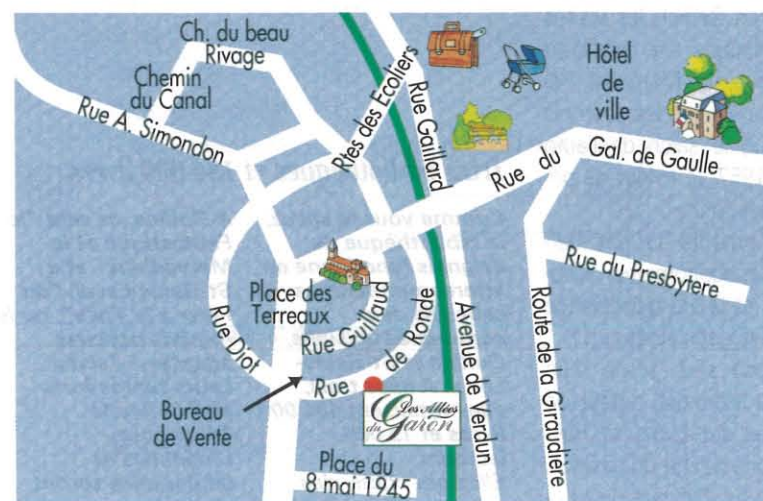 Ch. du beau
Rivage
Chemin
du Canal
Rue A. Simondon
Rtes des Ecoliers
Rue Gaillard
Hôtel
de
ville
Rue du
Gal. de Gaulle
Rue du Presbytere
Place des
Terreaux
Rue Guillaud
Rue Diot
Rue de Ronde
Avenue de Verdun
Route de la Giraudière
Bureau
de Vente
Les Allées
du Garon
Place du
8 mai 1945